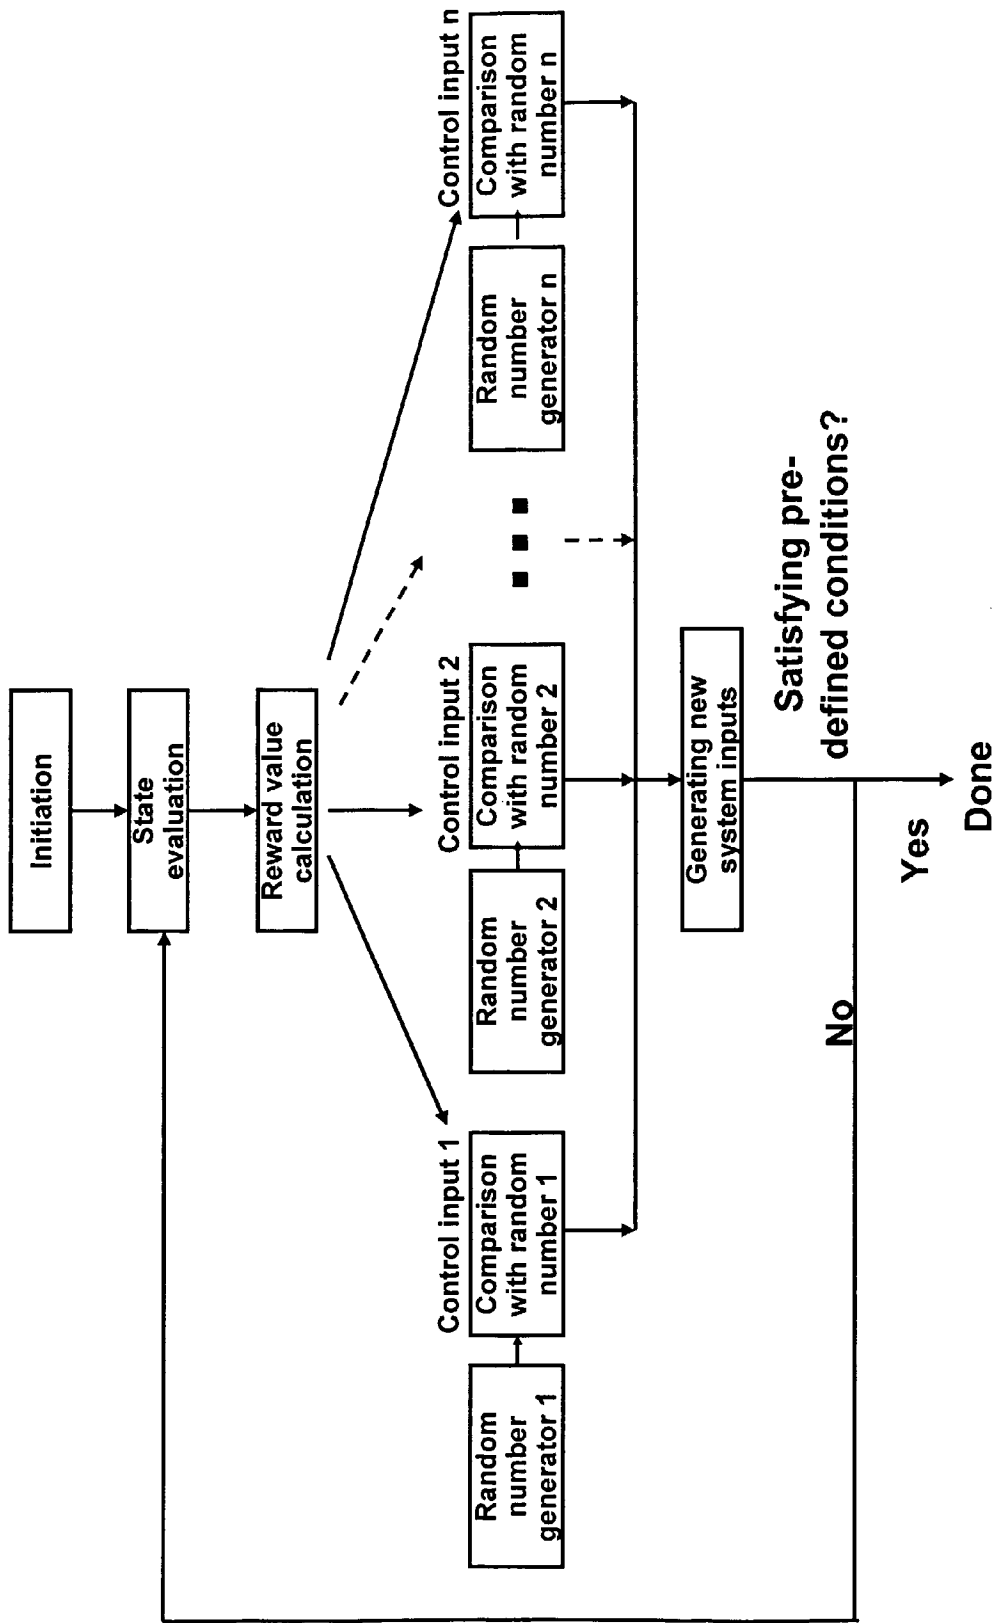 Initiation
State
evaluation
Reward value
calculation
Control input 1
Control input 2
Control input n
Random
number
generator 1
Comparison
with random
number 1
Random
number
generator 2
Comparison
with random
number 2
Random
number
generator n
Comparison
with random
number n
Generating new
system inputs
Satisfying pre-
defined conditions?
No
Yes
Done